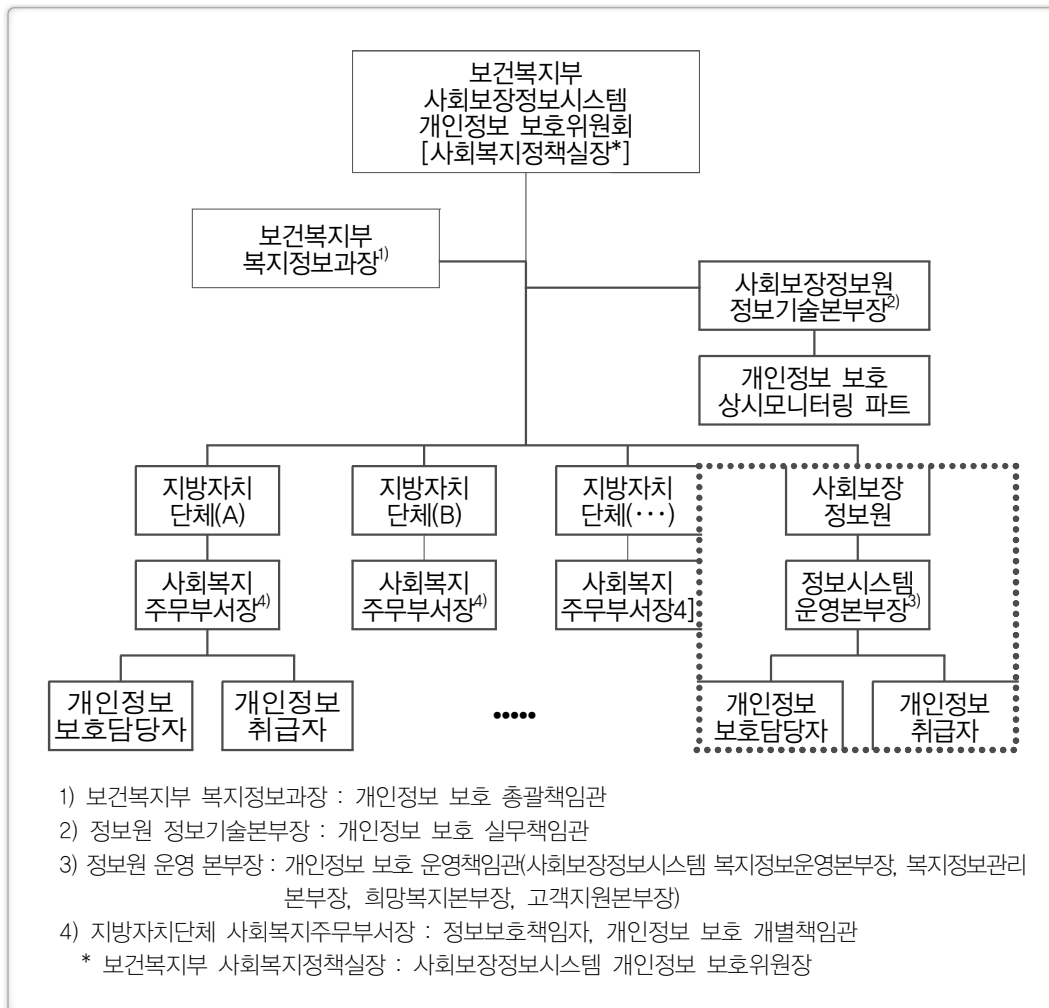 보건복지부
사회보장정보시스템
개인정보 보호위원회
[사회복지정책실장*]
보건복지부
복지정보과장1)
사회보장정보원
정보기술본부장2)
개인정보 보호
상시모니터링 파트
지방자치
단체(A)
지방자치
단체(B)
지방자치
단체(···)
사회보장
정보원
사회복지
주무부서장4)
사회복지
주무부서장4)
사회복지
주무부서장4]
정보시스템
운영본부장3)
개인정보
보호담당자
개인정보
취급자
•••••
개인정보
보호담당자
개인정보
취급자
1) 보건복지부 복지정보과장 : 개인정보 보호 총괄책임관
2) 정보원 정보기술본부장 : 개인정보 보호 실무책임관
3) 정보원 운영 본부장 : 개인정보 보호 운영책임관(사회보장정보시스템 복지정보운영본부장, 복지정보관리
본부장, 희망복지본부장, 고객지원본부장)
4) 지방자치단체 사회복지주무부서장 : 정보보호책임자, 개인정보 보호 개별책임관
* 보건복지부 사회복지정책실장 : 사회보장정보시스템 개인정보 보호위원장